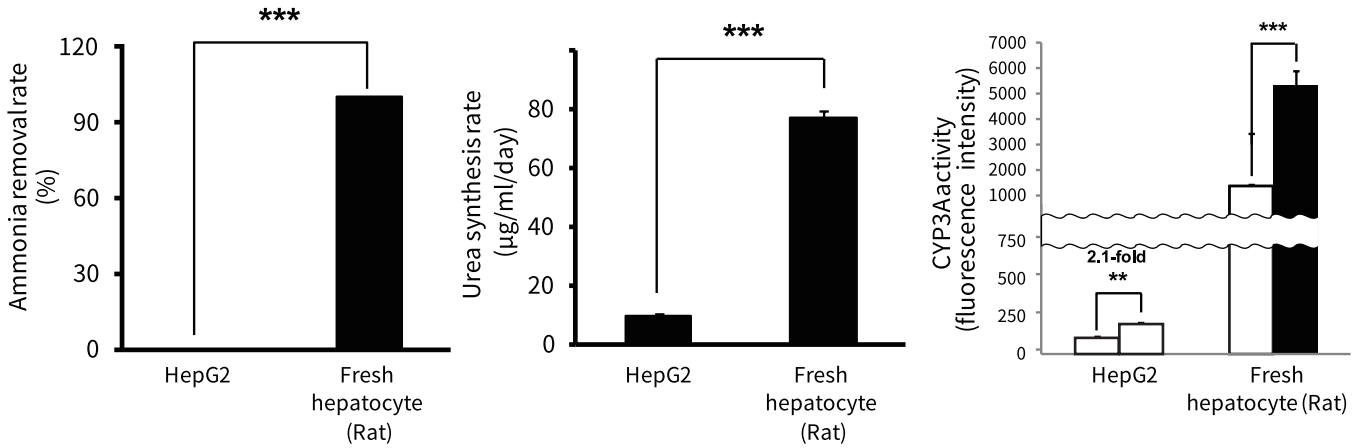 ***
120
90
60
30
0
Ammonia removal rate
(%)
HepG2
Fresh
hepatocyte
(Rat)
***
80
60
40
20
0
Urea synthesis rate
(µg/ml/day)
HepG2
Fresh
hepatocyte
(Rat)
***
7000
6000
5000
4000
3000
2000
1000
750
500
250
0
CYP3A activity
(fluorescence intensity)
2.1-fold
**
HepG2
Fresh
hepatocyte (Rat)